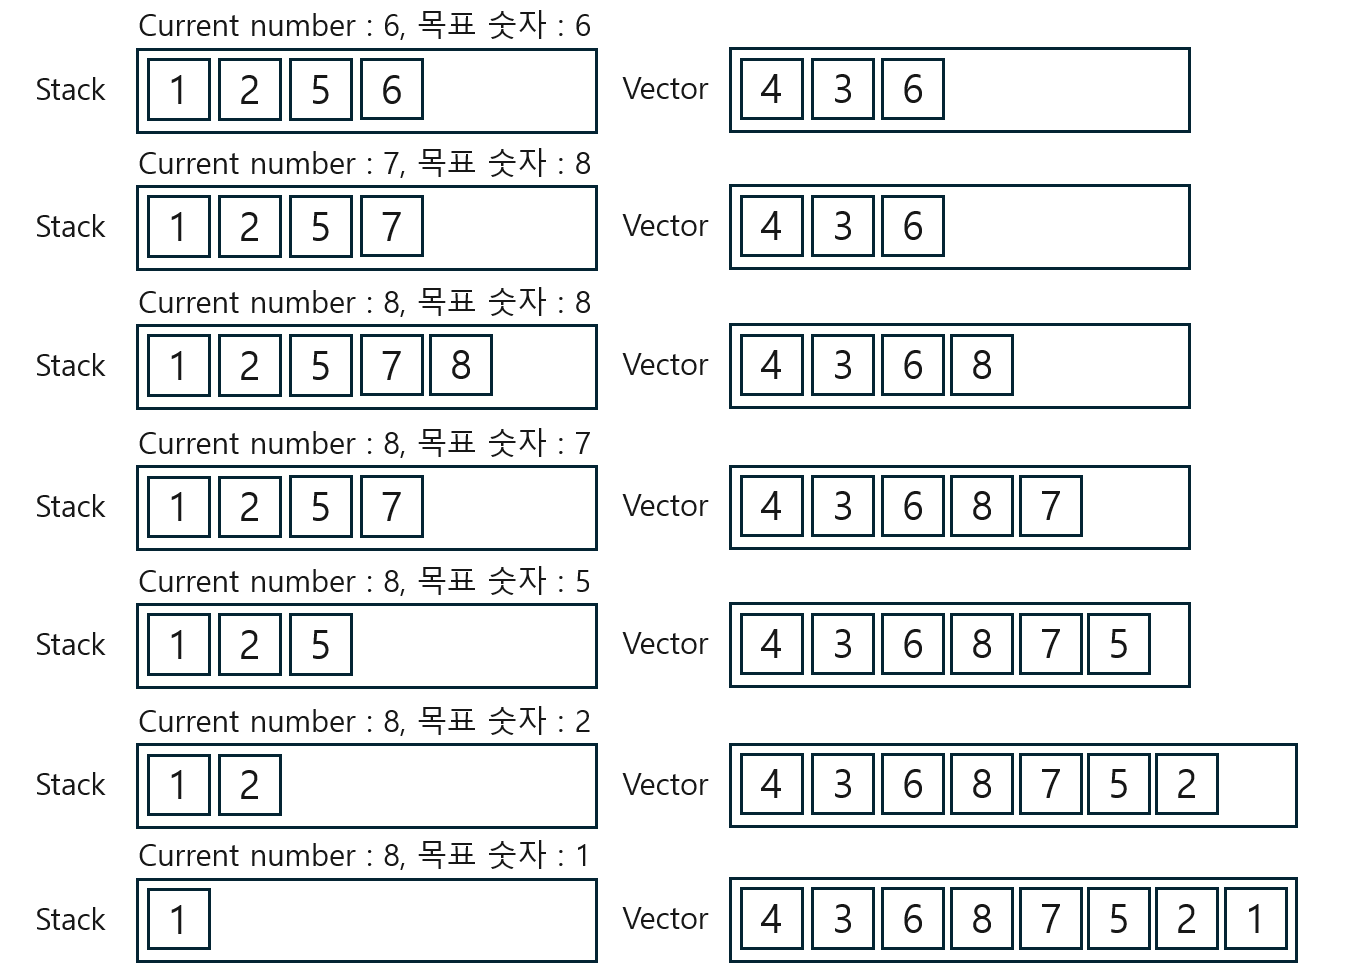 Current number : 6, 목표 숫자 : 6
Stack 1 2 5 6 Vector 4 3 6
Current number : 7, 목표 숫자 : 8
Stack 1 2 5 7 Vector 4 3 6
Current number : 8, 목표 숫자 : 8
Stack 1 2 5 7 8 Vector 4 3 6 8
Current number : 8, 목표 숫자 : 7
Stack 1 2 5 7 Vector 4 3 6 8 7
Current number : 8, 목표 숫자 : 5
Stack 1 2 5 Vector 4 3 6 8 7 5
Current number : 8, 목표 숫자 : 2
Stack 1 2 Vector 4 3 6 8 7 5 2
Current number : 8, 목표 숫자 : 1
Stack 1 Vector 4 3 6 8 7 5 2 1